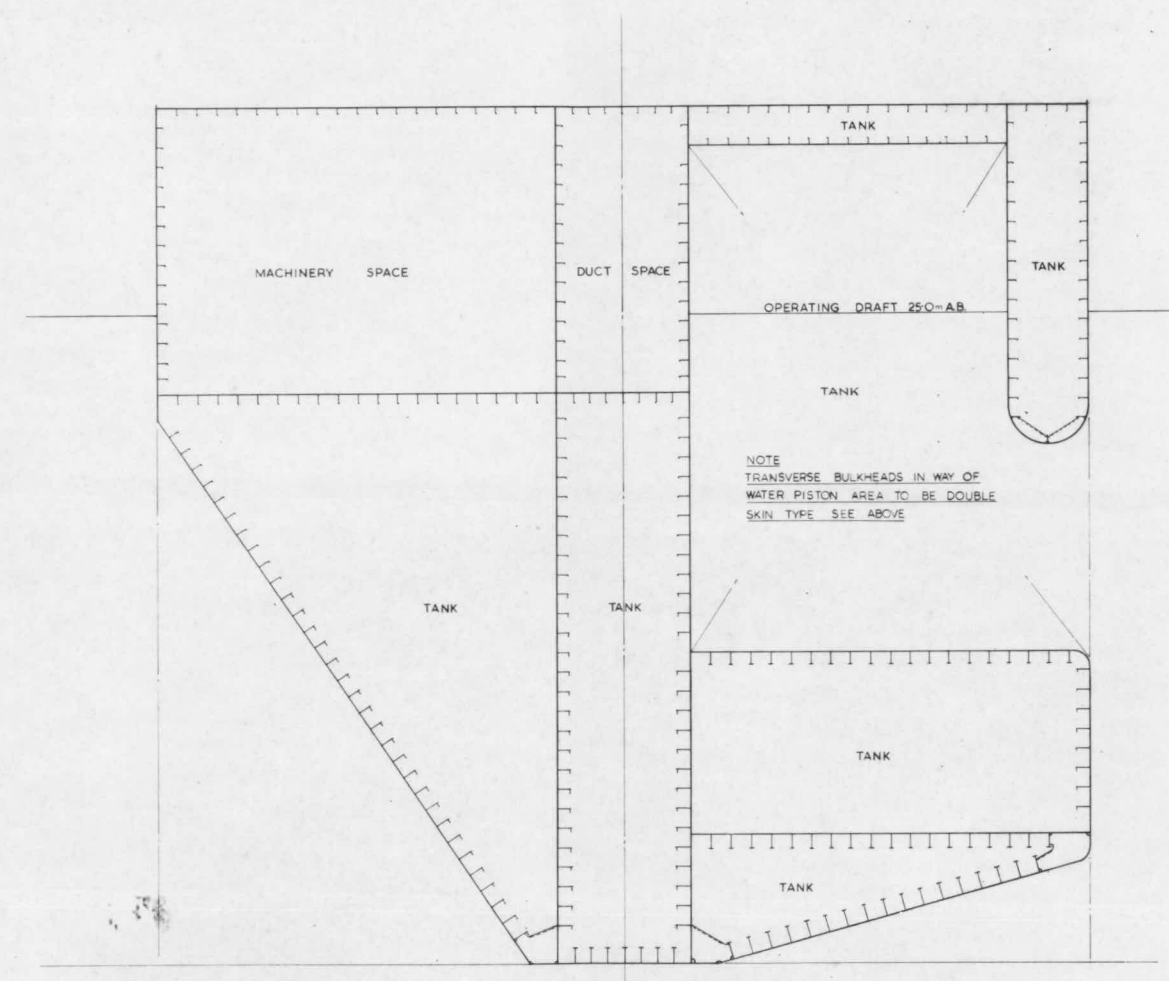 TANK
MACHINERY SPACE
DUCT SPACE
TANK
OPERATING DRAFT 25·0m A.B.
TANK
NOTE
TRANSVERSE BULKHEADS IN WAY OF
WATER PISTON AREA TO BE DOUBLE
SKIN TYPE SEE ABOVE
TANK
TANK
TANK
TANK